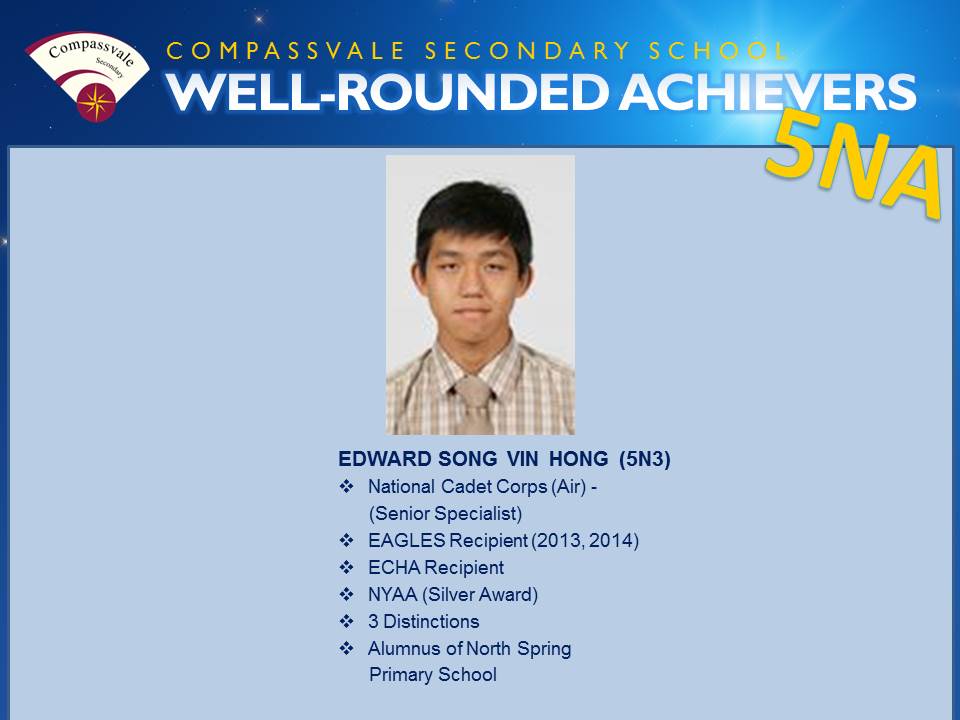 Compassvale
Secondary
COMPASSVALE SECONDARY SCHOOL
WELL-ROUNDED ACHIEVERS
5NA
EDWARD SONG VIN HONG (5N3)
❖ National Cadet Corps (Air) -
(Senior Specialist)
❖ EAGLES Recipient (2013, 2014)
❖ ECHA Recipient
❖ NYAA (Silver Award)
❖ 3 Distinctions
❖ Alumnus of North Spring
Primary School